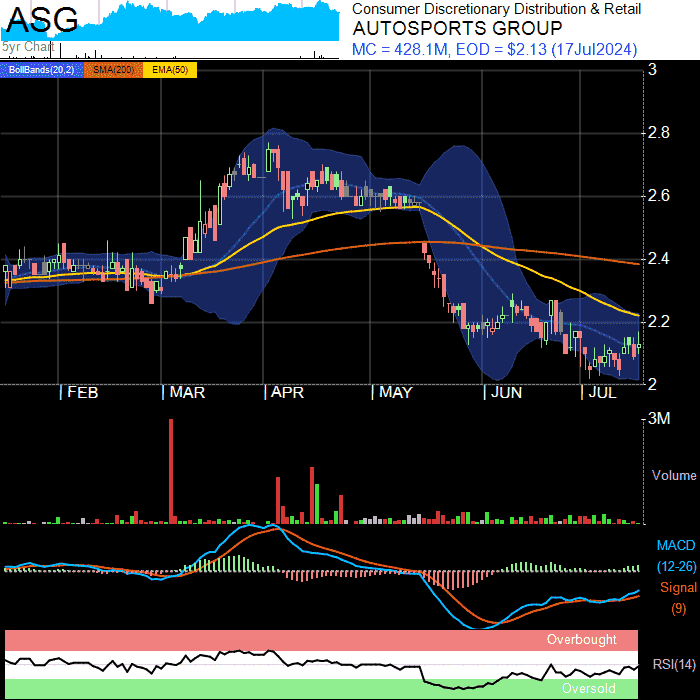 ASG
5yr Chart
Consumer Discretionary Distribution & Retail
AUTOSPORTS GROUP
MC = 428.1M, EOD = $2.13 (17Jul2024)
BollBands(20,2) SMA(200) EMA(50)
3
2.8
2.6
2.4
2.2
2
FEB MAR APR MAY JUN JUL
3M
Volume
MACD
(12-26)
Signal
(9)
Overbought
RSI(14)
Oversold